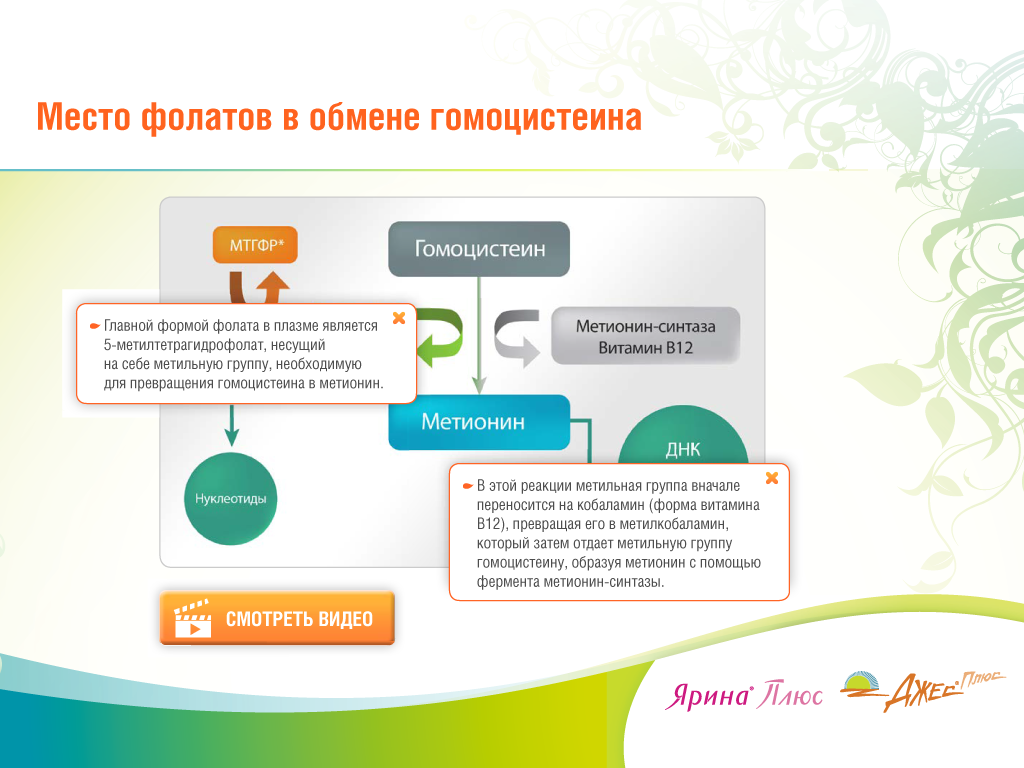 Место фолатов в обмене гомоцистеина
МТГФР*
Гомоцистеин
Главной формой фолата в плазме является
5-метилтетрагидрофолат, несущий
на себе метильную группу, необходимую
для превращения гомоцистеина в метионин.
Метионин-синтаза
Витамин B12
Метионин
ДНК
Нуклеотиды
В этой реакции метильная группа вначале
переносится на кобаламин (форма витамина
B12), превращая его в метилкобаламин,
который затем отдает метильную группу
гомоцистеину, образуя метионин с помощью
фермента метионин-синтазы.
СМОТРЕТЬ ВИДЕО
Ярина® Плюс
Джес® Плюс